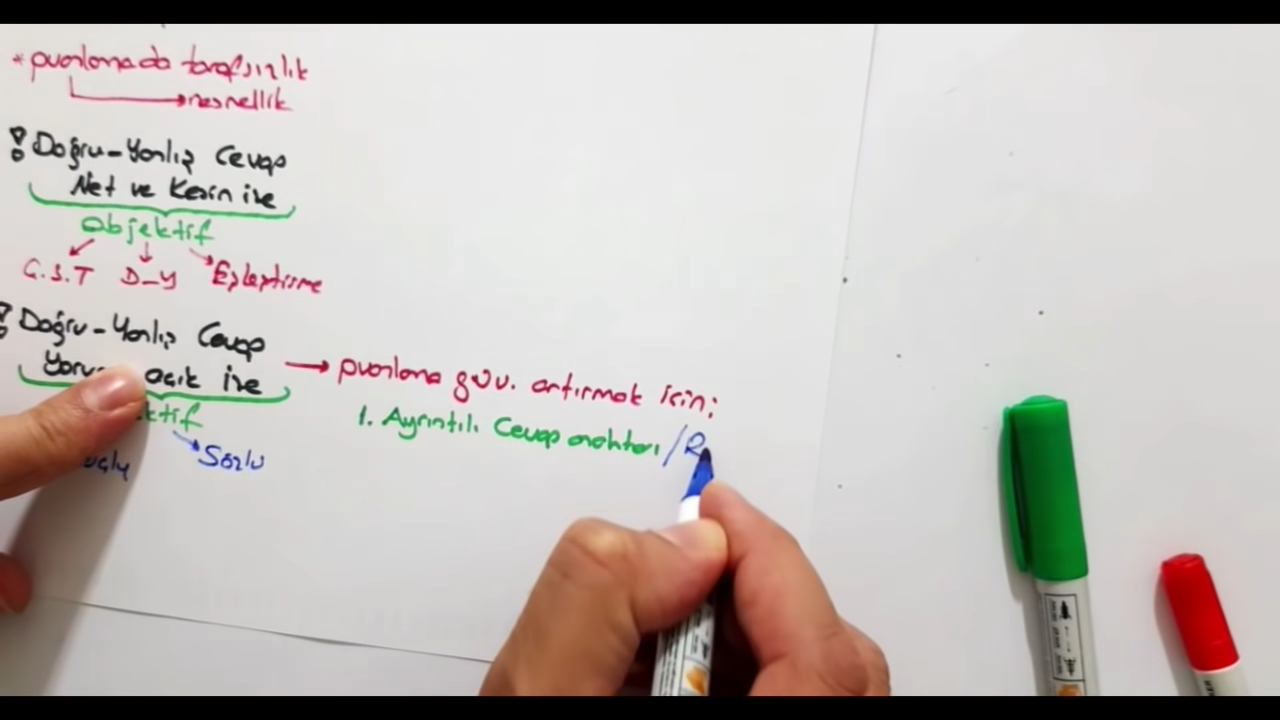 * puanlamada tarafsızlık
nesnellik
! Doğru-Yanlış Cevap
Net ve Kesin ise
Objektif
Ç.S.T D-Y Eşleştirme
! Doğru-Yanlış Cevap
açık ise → puanlama güv. artırmak için;
1. Ayrıntılı Cevap anahtarı / R
Sözlü